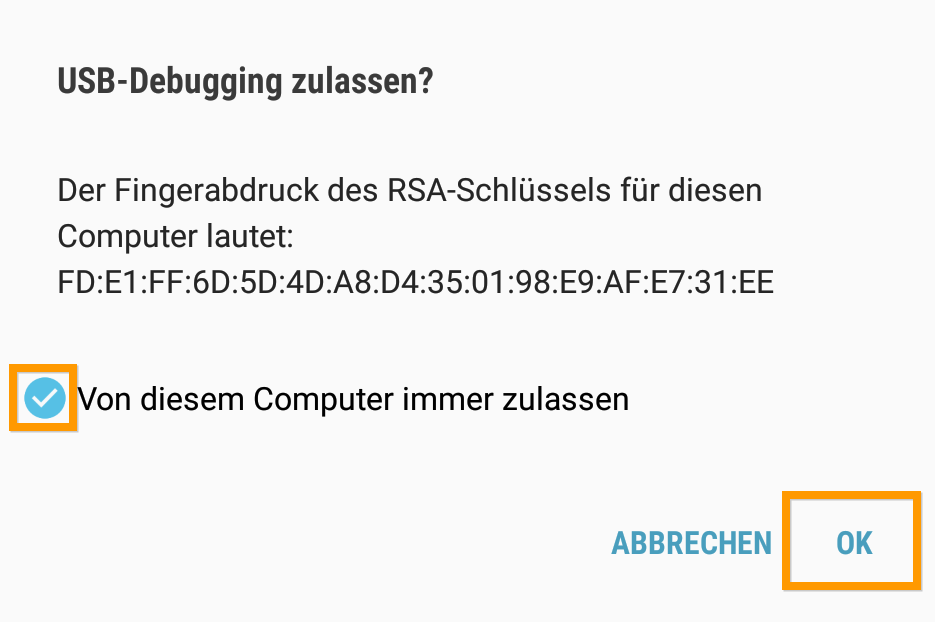 USB-Debugging zulassen?
Der Fingerabdruck des RSA-Schlüssels für diesen
Computer lautet:
FD:E1:FF:6D:5D:4D:A8:D4:35:01:98:E9:AF:E7:31:EE
Von diesem Computer immer zulassen
ABBRECHEN OK